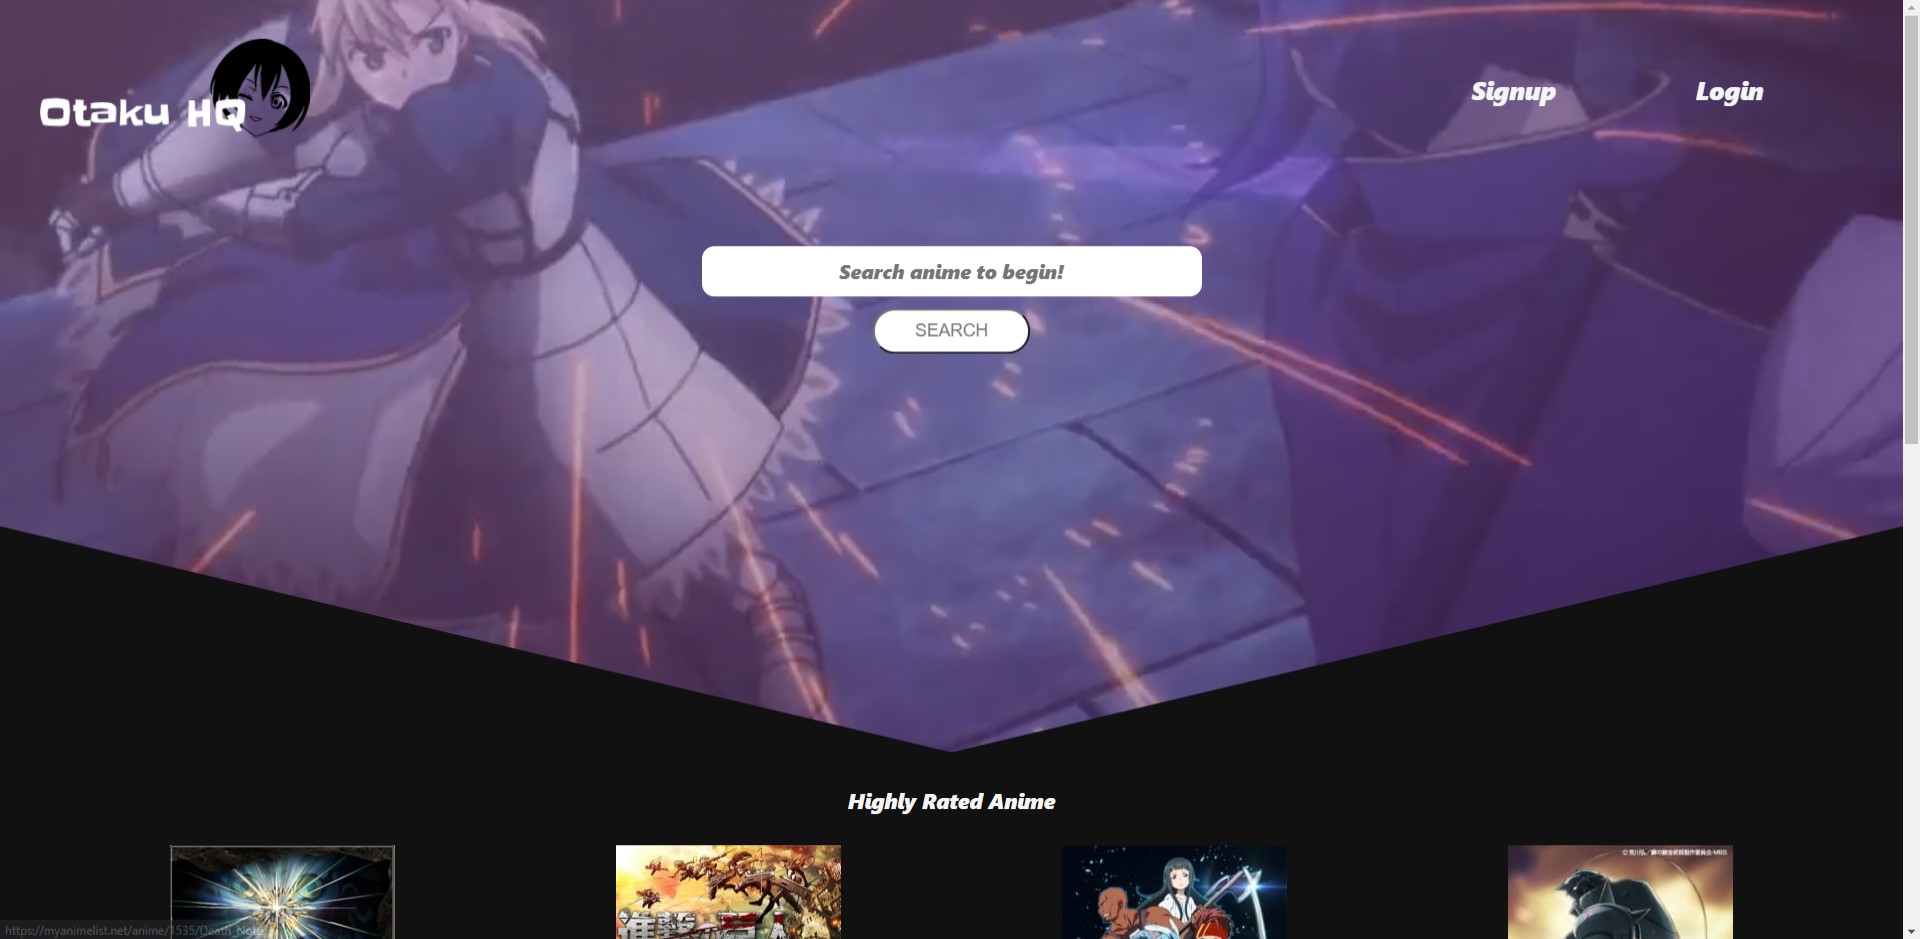 Otaku HQ
Signup
Login
Search anime to begin!
SEARCH
Highly Rated Anime
進撃の巨人
https://myanimelist.net/anime/1535/Death_Note